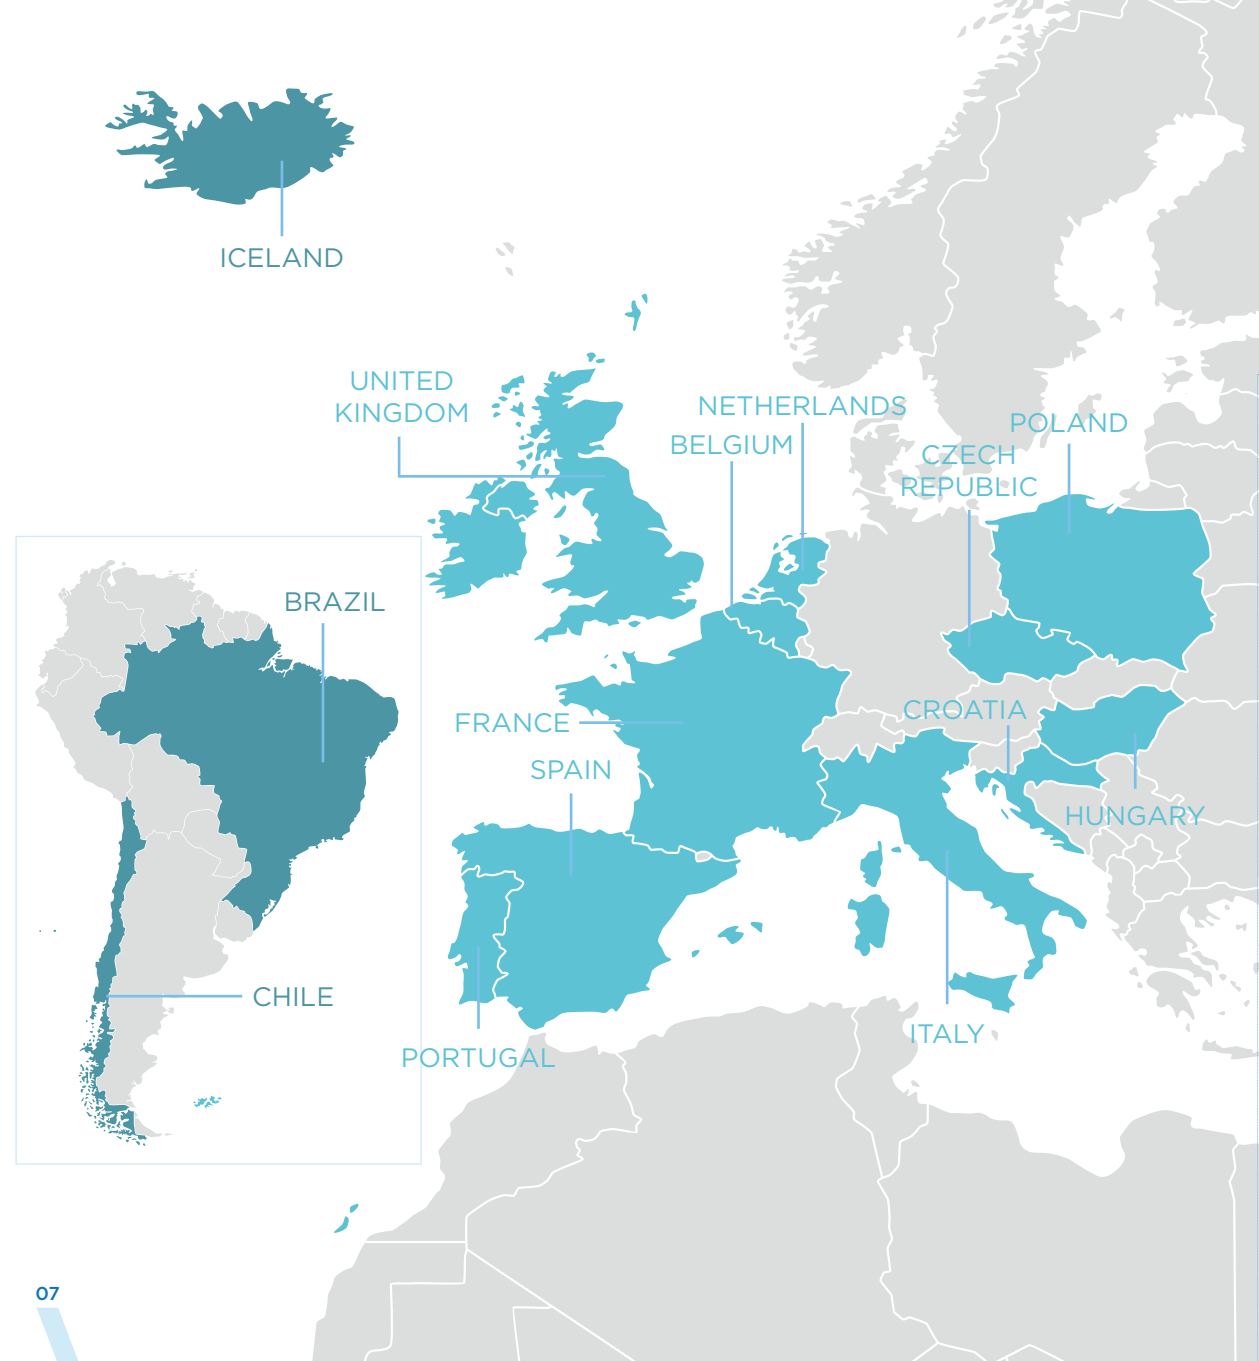 ICELAND
UNITED
KINGDOM
NETHERLANDS
BELGIUM
POLAND
CZECH
REPUBLIC
BRAZIL
FRANCE
CROATIA
SPAIN
HUNGARY
CHILE
ITALY
PORTUGAL
07